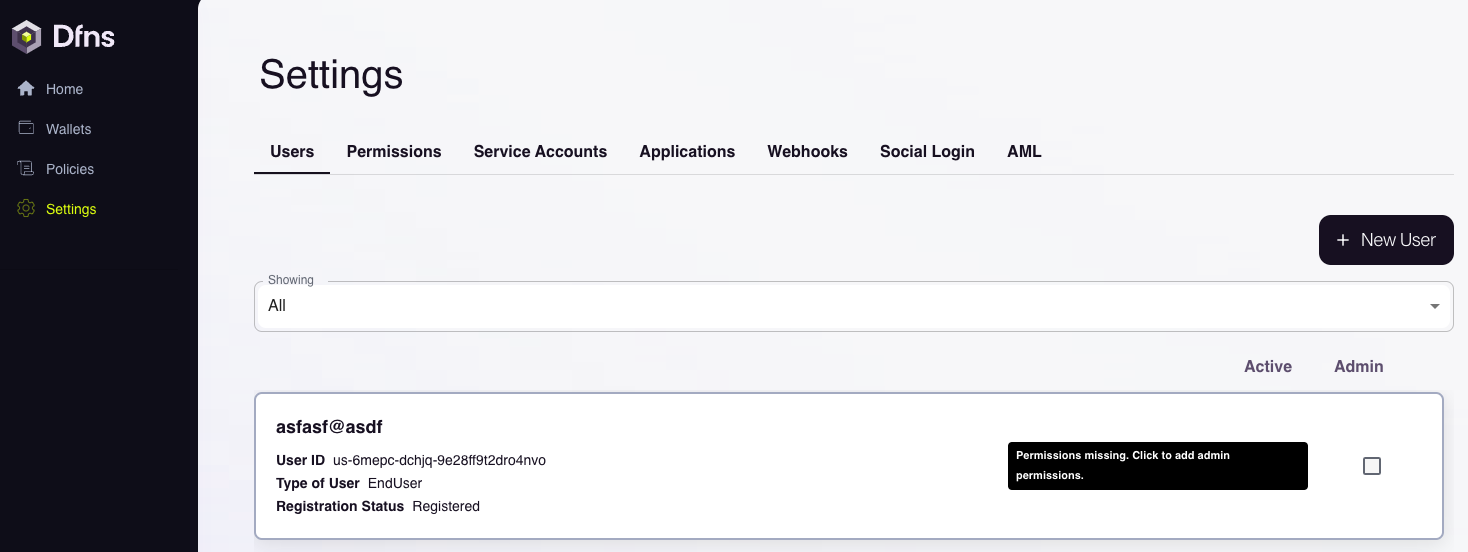 Dfns
Home
Wallets
Policies
Settings
Settings
Users Permissions Service Accounts Applications Webhooks Social Login AML
+ New User
Showing
All
Active Admin
asfasf@asdf
User ID us-6mepc-dchjq-9e28ff9t2dro4nvo
Type of User EndUser
Registration Status Registered
Permissions missing. Click to add admin
permissions.